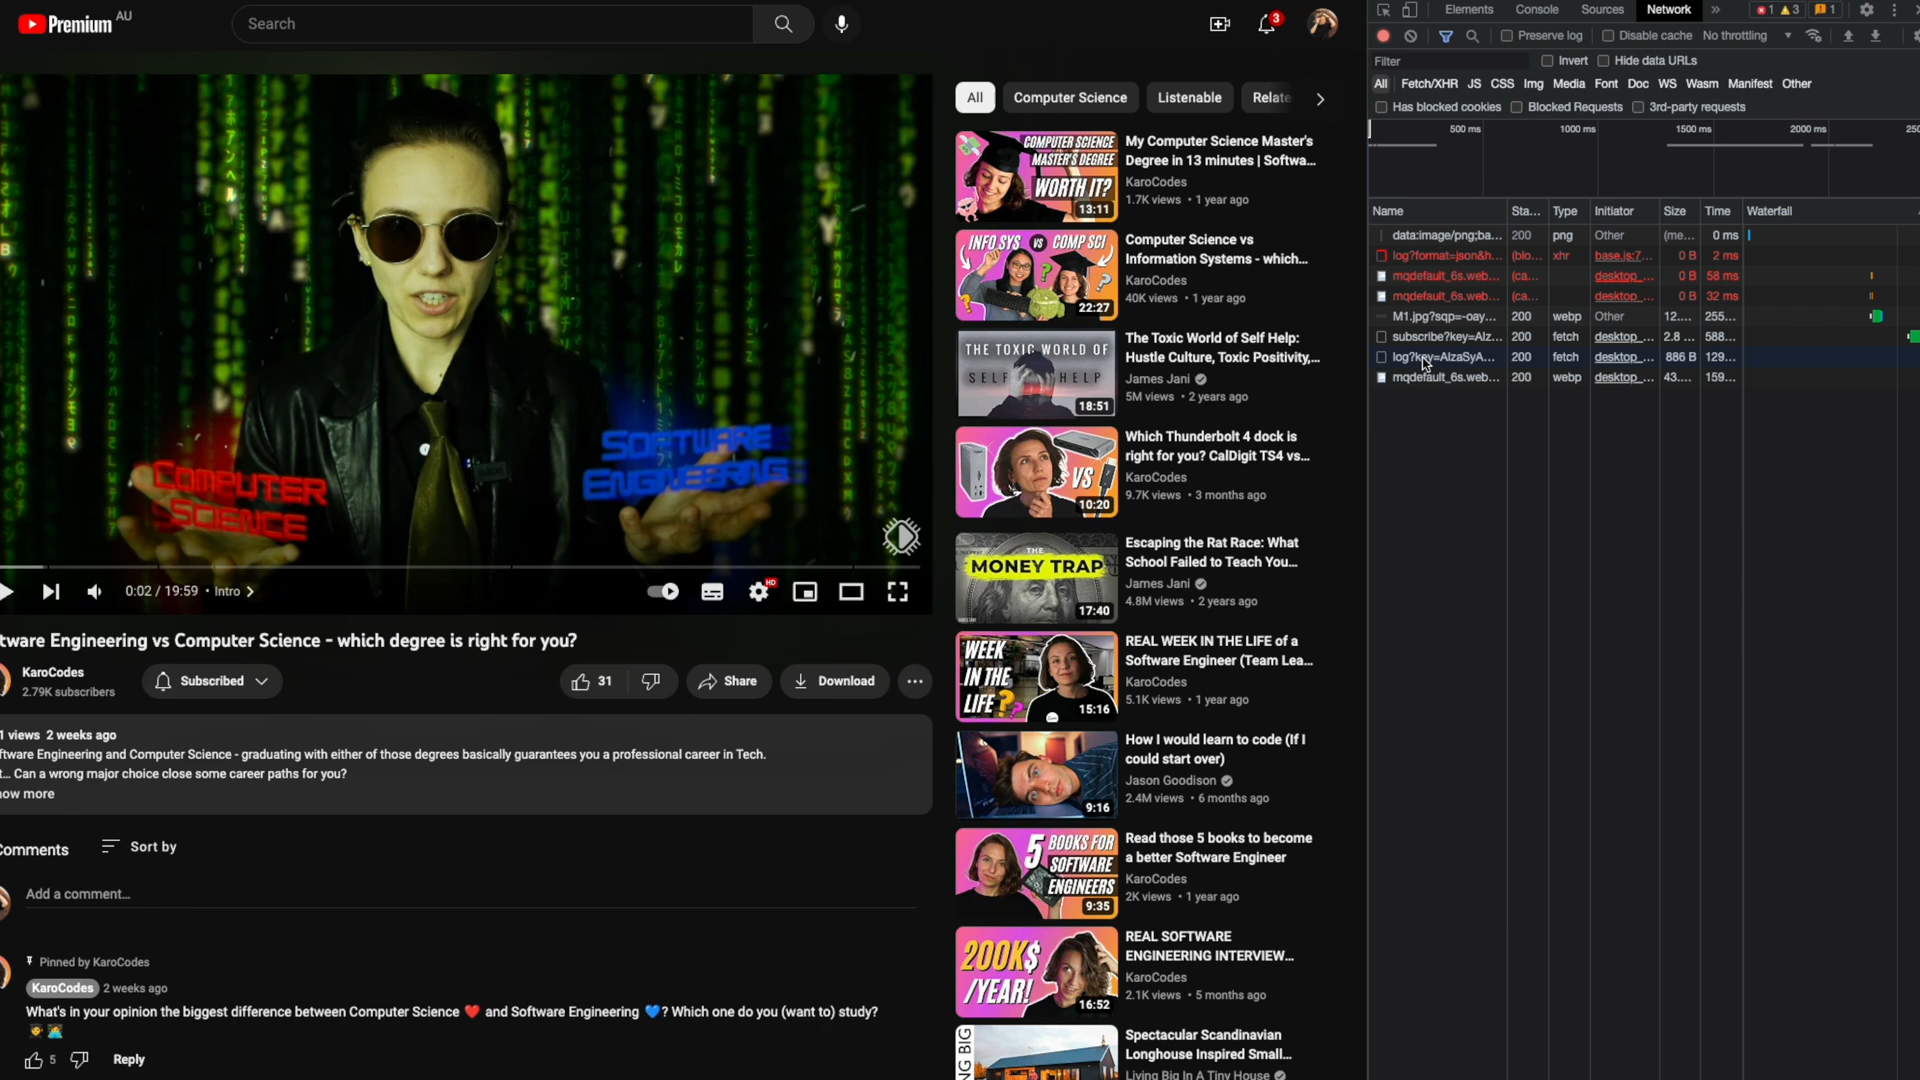 Premium AU
Search
3
COMPUTER
SCIENCE
SOFTWARE
ENGINEERING
0:02 / 19:59 • Intro
HD
tware Engineering vs Computer Science - which degree is right for you?
KaroCodes
2.79K subscribers
Subscribed
31
Share
Download
1 views 2 weeks ago
ftware Engineering and Computer Science - graduating with either of those degrees basically guarantees you a professional career in Tech.
t... Can a wrong major choice close some career paths for you?
ow more
Comments
Sort by
Add a comment...
Pinned by KaroCodes
KaroCodes 2 weeks ago
What's in your opinion the biggest difference between Computer Science ❤️ and Software Engineering 💙? Which one do you (want to) study?
5
Reply
All
Computer Science
Listenable
Relate
COMPUTER SCIENCE
MASTER'S DEGREE
WORTH IT?
13:11
My Computer Science Master's
Degree in 13 minutes | Softwa...
KaroCodes
1.7K views • 1 year ago
INFO SYS VS COMP SCI
22:27
Computer Science vs
Information Systems - which...
KaroCodes
40K views • 1 year ago
THE TOXIC WORLD OF
SELF HELP
18:51
The Toxic World of Self Help:
Hustle Culture, Toxic Positivity,...
James Jani
5M views • 2 years ago
VS
10:20
Which Thunderbolt 4 dock is
right for you? CalDigit TS4 vs...
KaroCodes
9.7K views • 3 months ago
THE
MONEY TRAP
17:40
Escaping the Rat Race: What
School Failed to Teach You...
James Jani
4.8M views • 2 years ago
WEEK
IN THE
LIFE
15:16
REAL WEEK IN THE LIFE of a
Software Engineer (Team Lea...
KaroCodes
5.1K views • 1 year ago
9:16
How I would learn to code (If I
could start over)
Jason Goodison
2.4M views • 6 months ago
5 BOOKS FOR
SOFTWARE
ENGINEERS
9:35
Read those 5 books to become
a better Software Engineer
KaroCodes
2K views • 1 year ago
200K$
/YEAR!
16:52
REAL SOFTWARE
ENGINEERING INTERVIEW...
KaroCodes
2.1K views • 5 months ago
NG BIG
Spectacular Scandinavian
Longhouse Inspired Small...
Living Big In A Tiny House
Elements Console Sources Network » 1 3 1
Preserve log Disable cache No throttling
Filter Invert Hide data URLs
All Fetch/XHR JS CSS Img Media Font Doc WS Wasm Manifest Other
Has blocked cookies Blocked Requests 3rd-party requests
500 ms 1000 ms 1500 ms 2000 ms 250
Name Sta... Type Initiator Size Time Waterfall
data:image/png;ba... 200 png Other (me... 0 ms
log?format=json&h... (blo... xhr base.js:7... 0 B 2 ms
mqdefault_6s.web... (ca... desktop_... 0 B 58 ms
mqdefault_6s.web... (ca... desktop_... 0 B 32 ms
M1.jpg?sqp=-oay... 200 webp Other 12.... 255...
subscribe?key=AIz... 200 fetch desktop_... 2.8 ... 588...
log?key=AIzaSyA... 200 fetch desktop_... 886 B 129...
mqdefault_6s.web... 200 webp desktop_... 43.... 159...